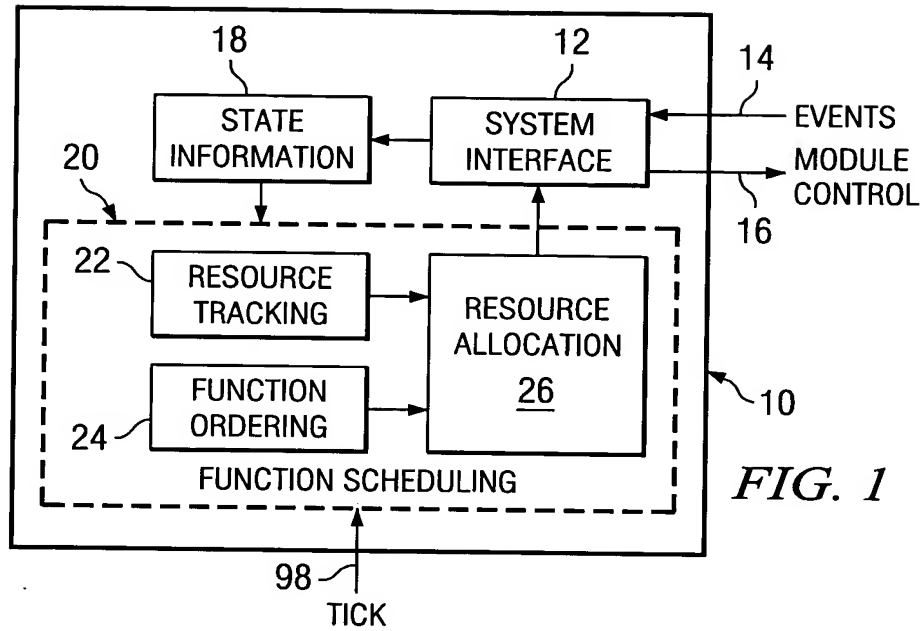 18
12
14
STATE
INFORMATION
SYSTEM
INTERFACE
EVENTS
MODULE
CONTROL
16
20
22
RESOURCE
TRACKING
RESOURCE
ALLOCATION
26
24
FUNCTION
ORDERING
10
FUNCTION SCHEDULING
FIG. 1
98
TICK